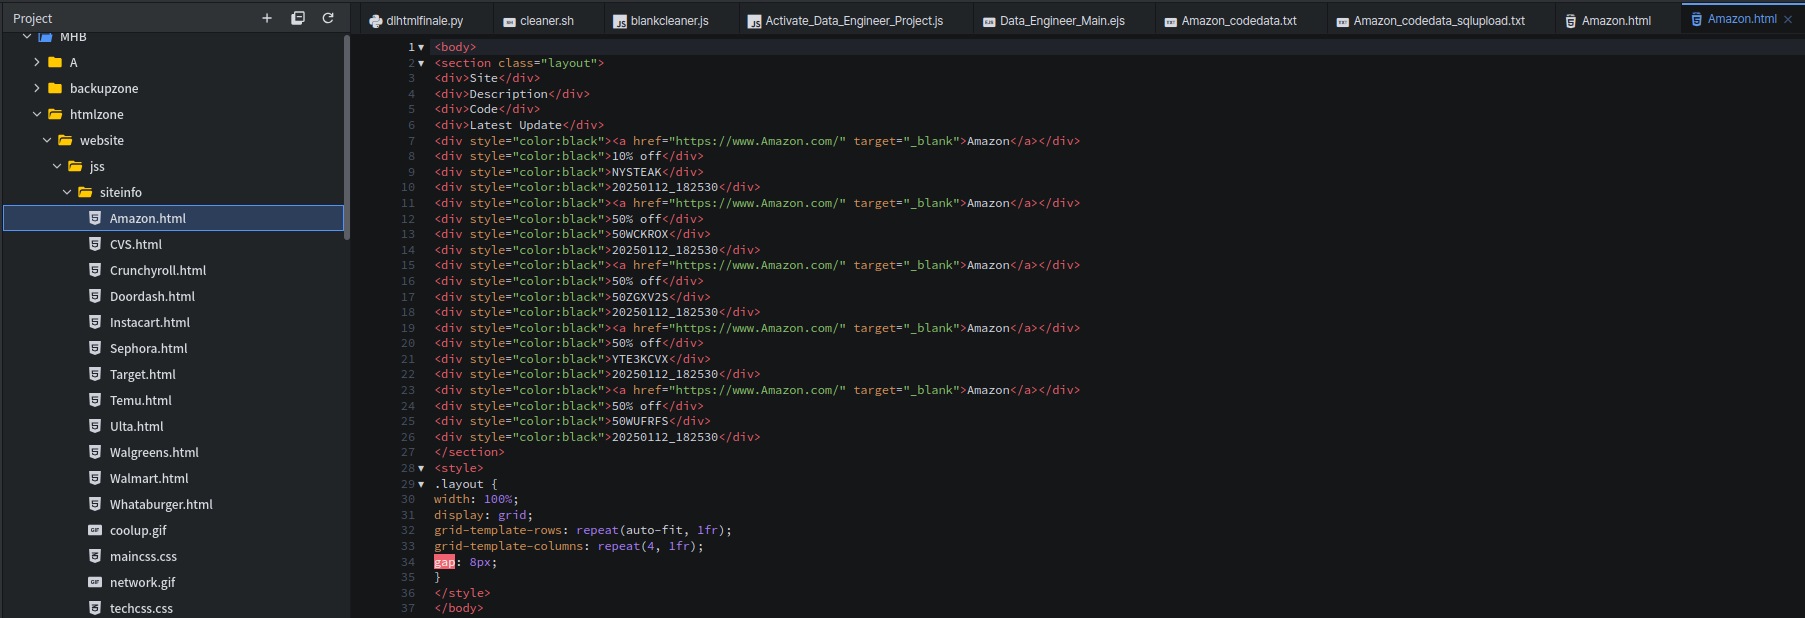 Project
dlhtmlfinale.py
cleaner.sh
blankcleaner.js
Activate_Data_Engineer_Project.js
Data_Engineer_Main.ejs
Amazon_codedata.txt
Amazon_codedata_sqlupload.txt
Amazon.html
Amazon.html
MHB
A
backupzone
htmlzone
website
jss
siteinfo
Amazon.html
CVS.html
Crunchyroll.html
Doordash.html
Instacart.html
Sephora.html
Target.html
Temu.html
Ulta.html
Walgreens.html
Walmart.html
Whataburger.html
coolup.gif
maincss.css
network.gif
techcss.css
1 <body>
2 <section class="layout">
3 <div>Site</div>
4 <div>Description</div>
5 <div>Code</div>
6 <div>Latest Update</div>
7 <div style="color:black"><a href="https://www.Amazon.com/" target="_blank">Amazon</a></div>
8 <div style="color:black">10% off</div>
9 <div style="color:black">NYSTEAK</div>
10 <div style="color:black">20250112_182530</div>
11 <div style="color:black"><a href="https://www.Amazon.com/" target="_blank">Amazon</a></div>
12 <div style="color:black">50% off</div>
13 <div style="color:black">50WCKROX</div>
14 <div style="color:black">20250112_182530</div>
15 <div style="color:black"><a href="https://www.Amazon.com/" target="_blank">Amazon</a></div>
16 <div style="color:black">50% off</div>
17 <div style="color:black">50ZGXV2S</div>
18 <div style="color:black">20250112_182530</div>
19 <div style="color:black"><a href="https://www.Amazon.com/" target="_blank">Amazon</a></div>
20 <div style="color:black">50% off</div>
21 <div style="color:black">YTE3KCVX</div>
22 <div style="color:black">20250112_182530</div>
23 <div style="color:black"><a href="https://www.Amazon.com/" target="_blank">Amazon</a></div>
24 <div style="color:black">50% off</div>
25 <div style="color:black">50WUFRFS</div>
26 <div style="color:black">20250112_182530</div>
27 </section>
28 <style>
29 .layout {
30 width: 100%;
31 display: grid;
32 grid-template-rows: repeat(auto-fit, 1fr);
33 grid-template-columns: repeat(4, 1fr);
34 gap: 8px;
35 }
36 </style>
37 </body>